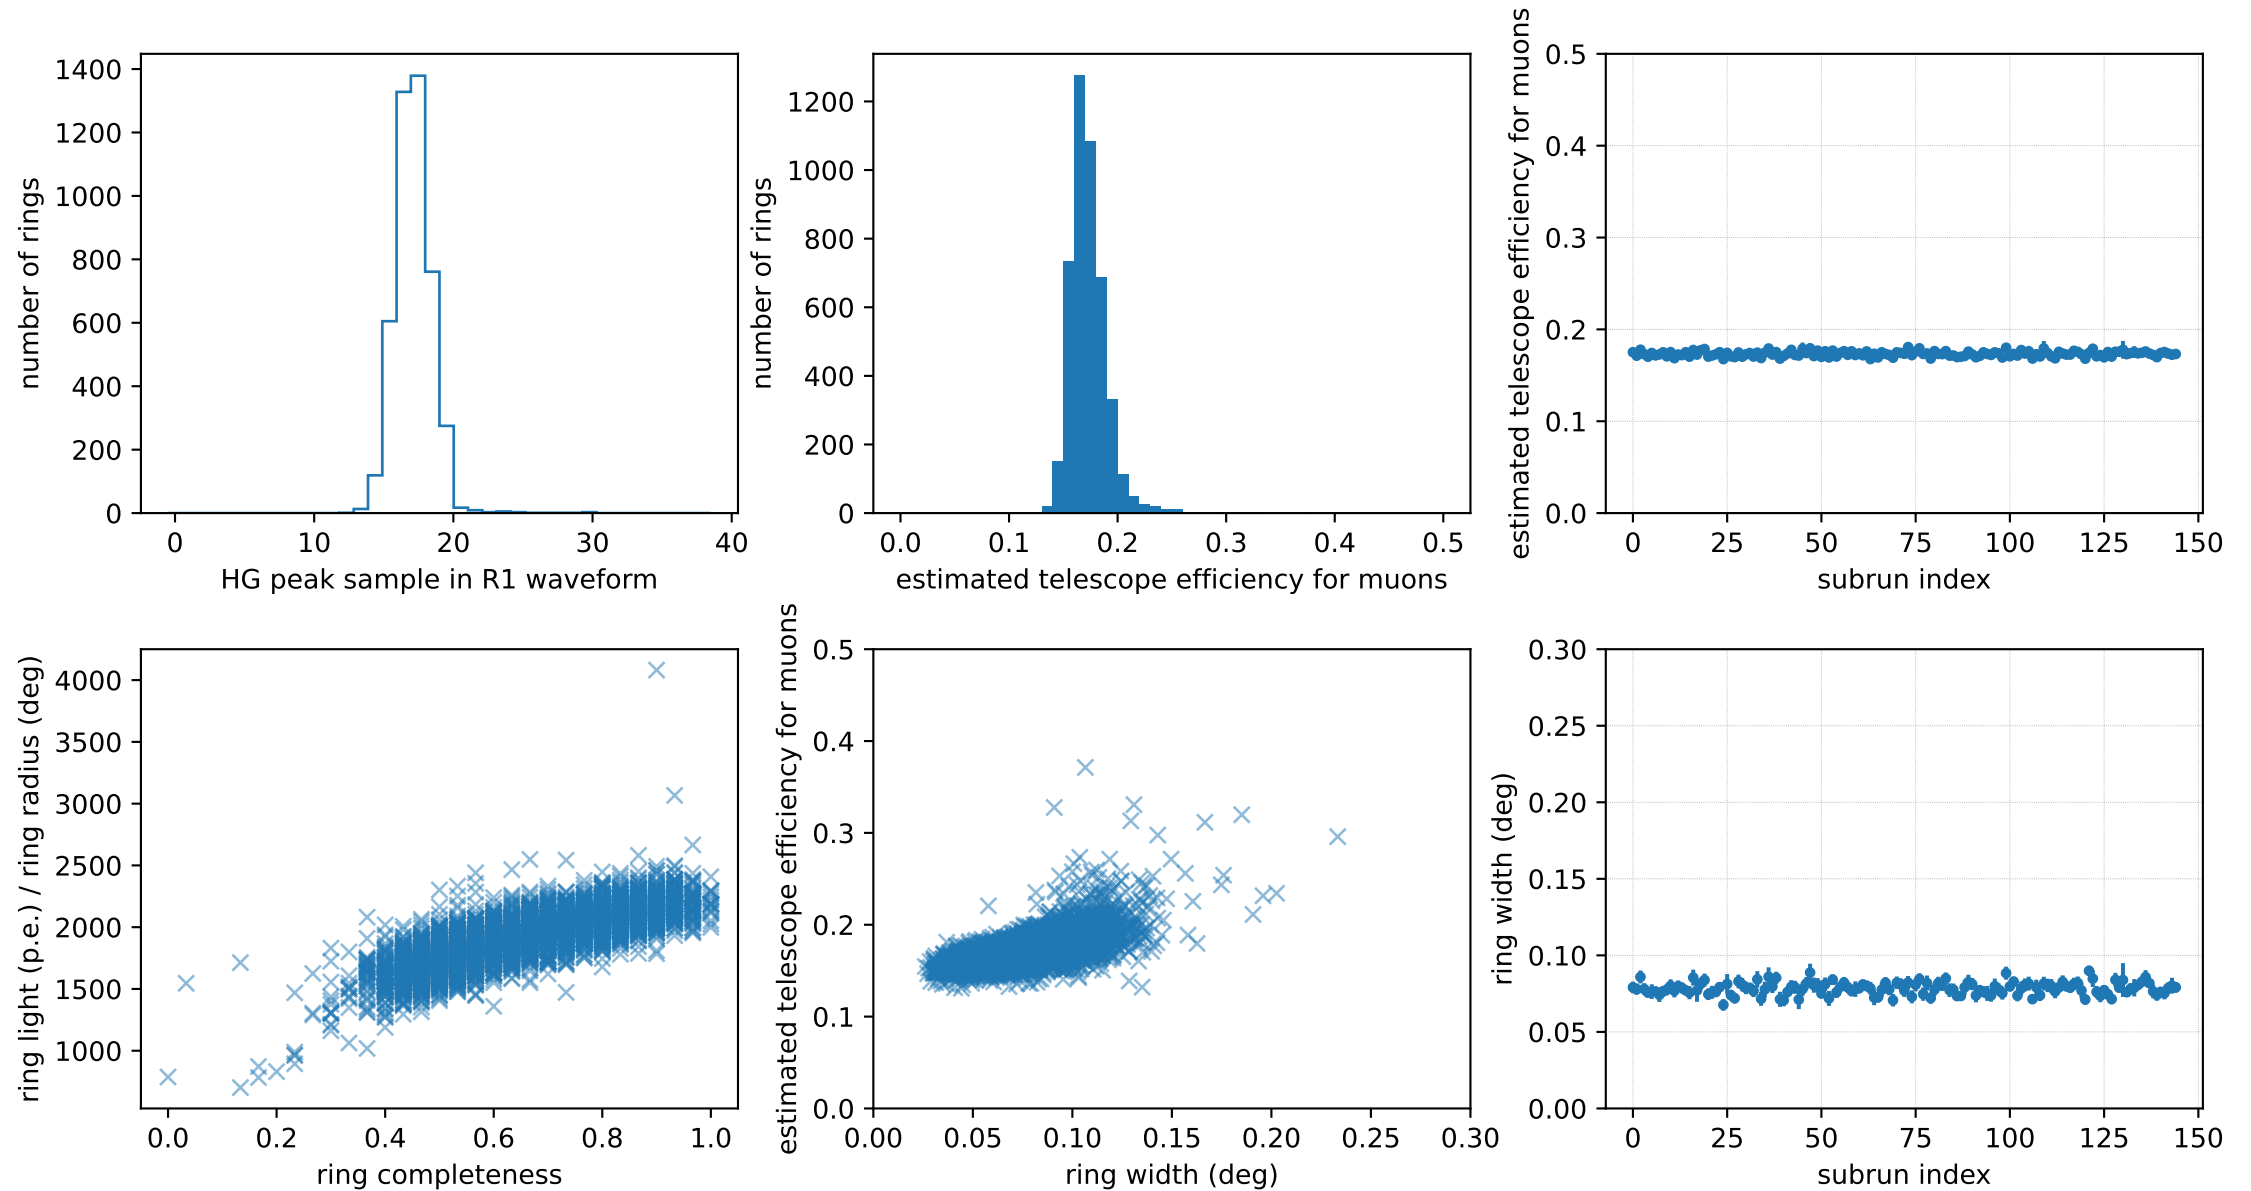 number of rings
1400
1200
1000
800
600
400
200
0
0 10 20 30 40
HG peak sample in R1 waveform
number of rings
1200
1000
800
600
400
200
0
0.0 0.1 0.2 0.3 0.4 0.5
estimated telescope efficiency for muons
estimated telescope efficiency for muons
0.5
0.4
0.3
0.2
0.1
0.0
0 25 50 75 100 125 150
subrun index
ring light (p.e.) / ring radius (deg)
4000
3500
3000
2500
2000
1500
1000
0.0 0.2 0.4 0.6 0.8 1.0
ring completeness
estimated telescope efficiency for muons
0.5
0.4
0.3
0.2
0.1
0.0
0.00 0.05 0.10 0.15 0.20 0.25 0.30
ring width (deg)
ring width (deg)
0.30
0.25
0.20
0.15
0.10
0.05
0.00
0 25 50 75 100 125 150
subrun index